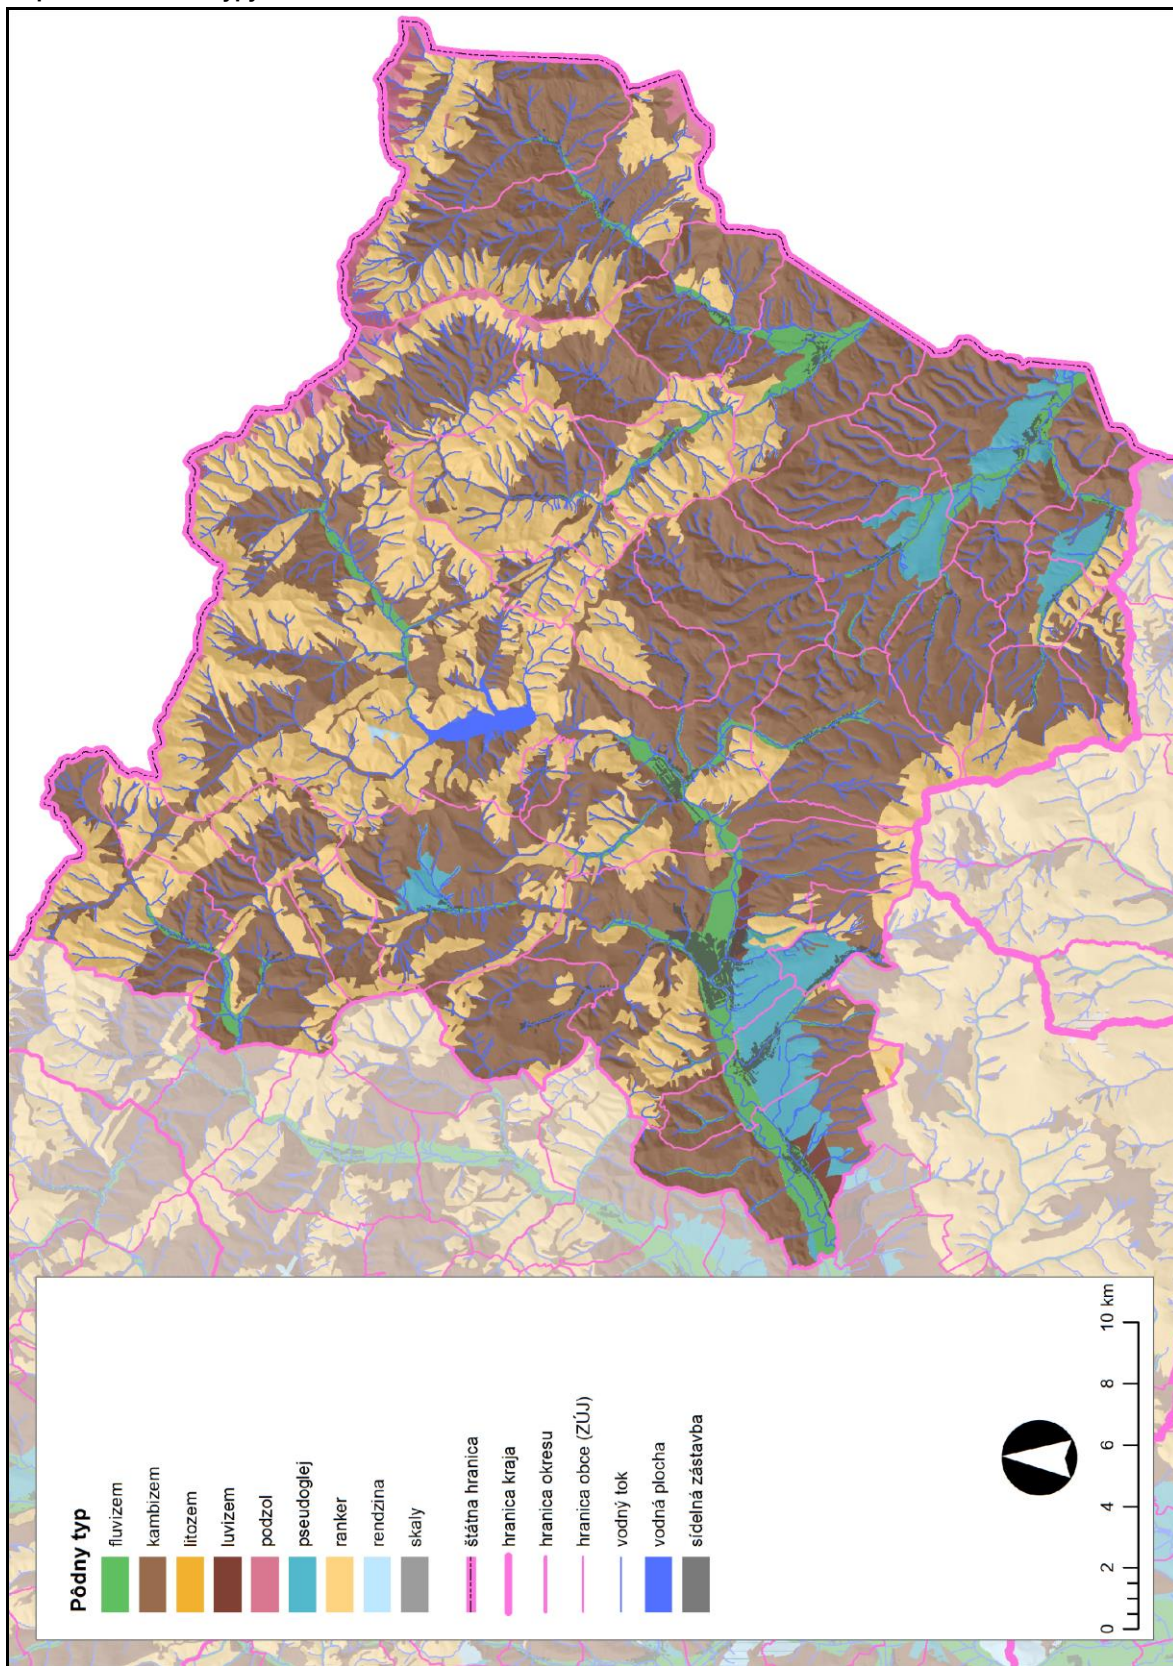 Pôdny typ
fluvizem
kambizem
litozem
luvizem
podzol
pseudoglej
ranker
rendzina
skaly
štátna hranica
hranica kraja
hranica okresu
hranica obce (ZÚJ)
vodný tok
vodná plocha
sídelná zástavba
0 2 4 6 8 10 km